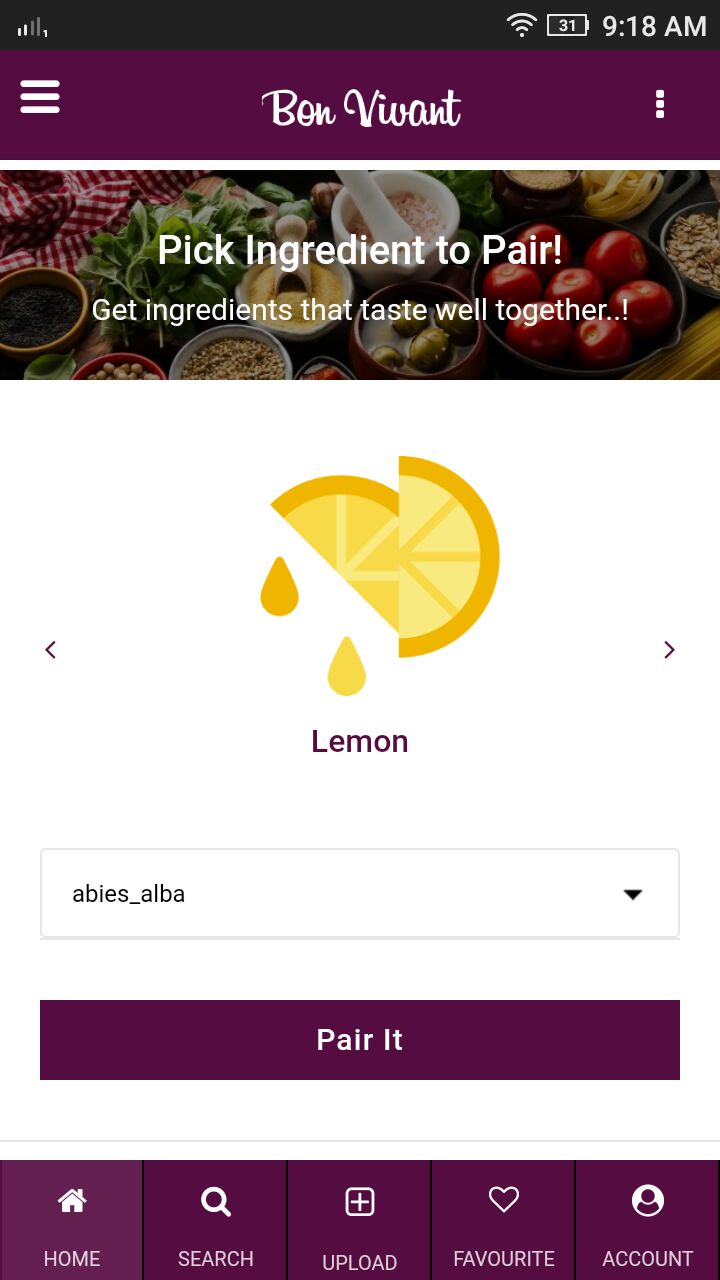 31 9:18 AM
Bon Vivant
Pick Ingredient to Pair!
Get ingredients that taste well together..!
Lemon
abies_alba
Pair It
HOME SEARCH UPLOAD FAVOURITE ACCOUNT